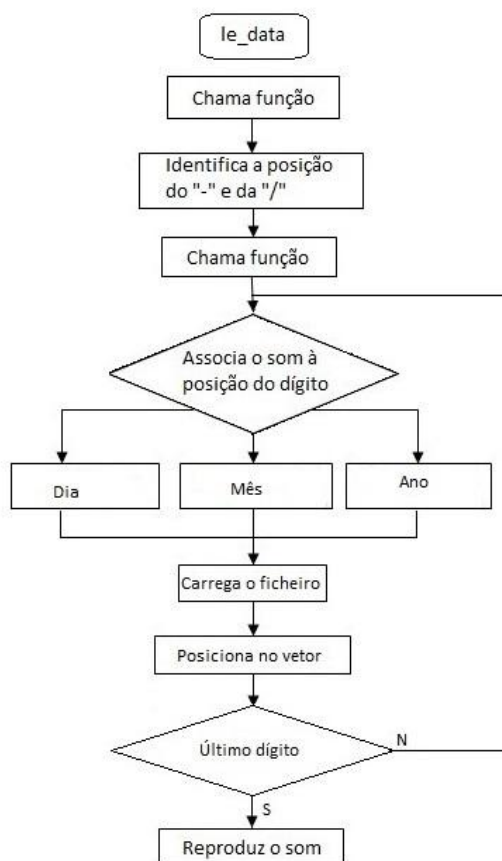 le_data
Chama função
Identifica a posição
do "-" e da "/"
Chama função
Associa o som à
posição do dígito
Dia
Mês
Ano
Carrega o ficheiro
Posiciona no vetor
Último dígito
N
S
Reproduz o som